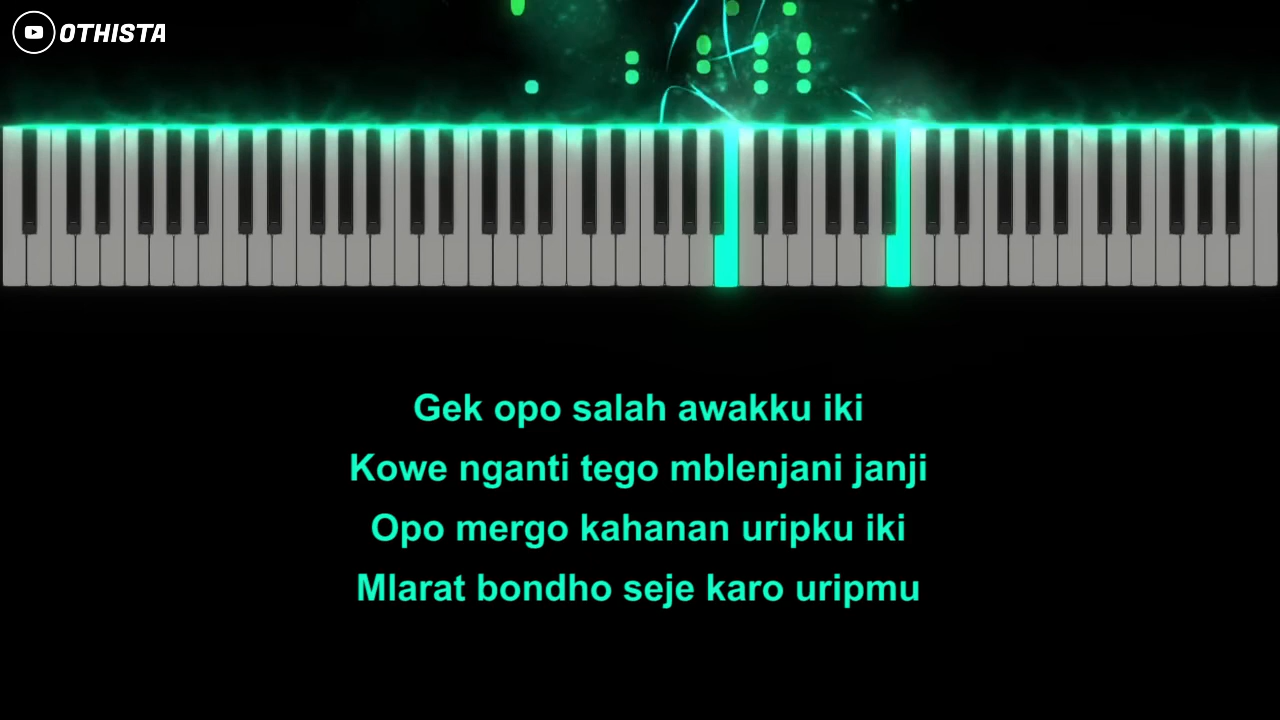 OTHISTA
Gek opo salah awakku iki
Kowe nganti tego mblenjani janji
Opo mergo kahanan uripku iki
Mlarat bondho seje karo uripmu